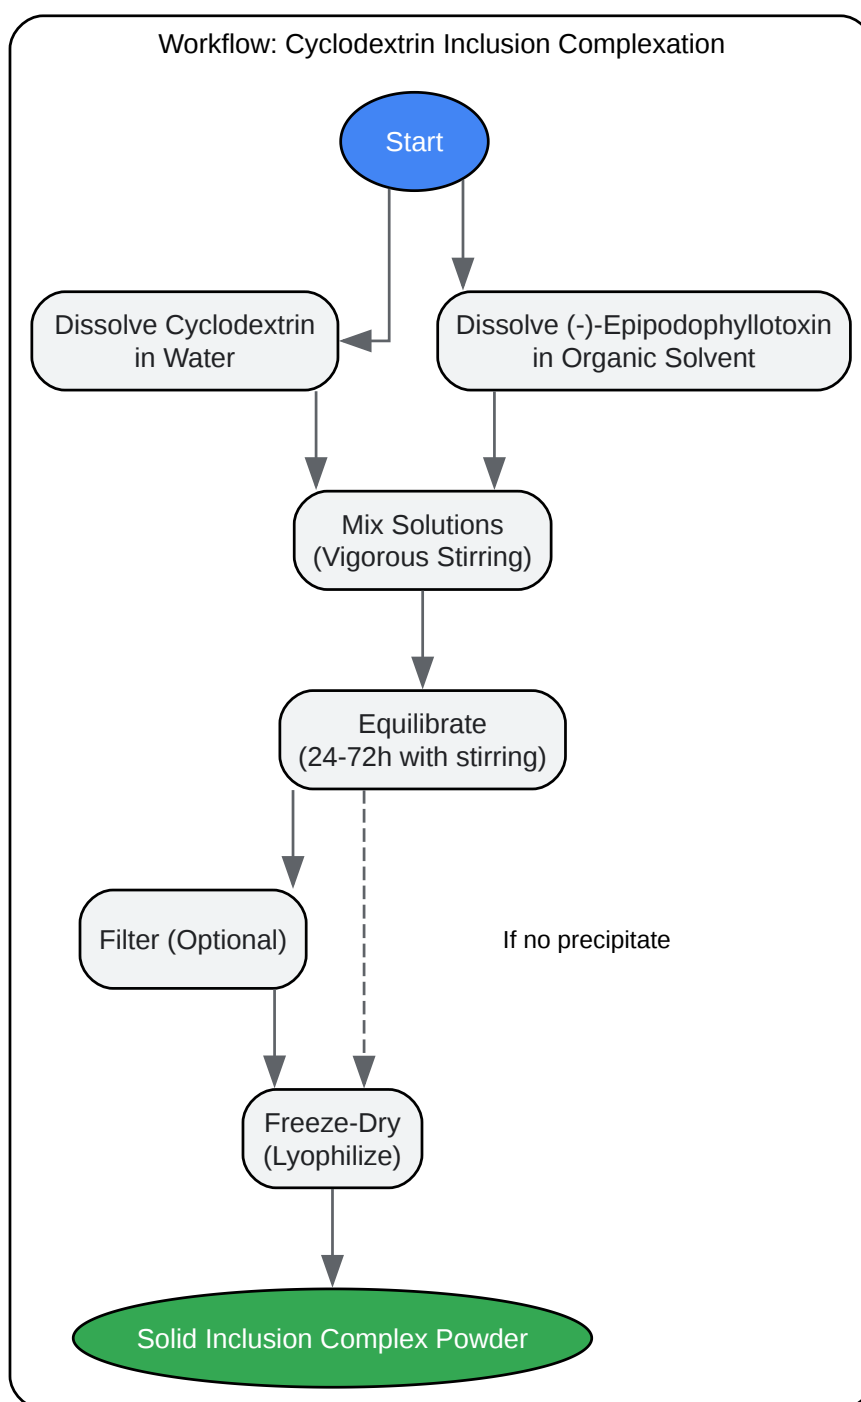 Workflow: Cyclodextrin Inclusion Complexation
Start
Dissolve Cyclodextrin
in Water
Dissolve (-)-Epipodophyllotoxin
in Organic Solvent
Mix Solutions
(Vigorous Stirring)
Equilibrate
(24-72h with stirring)
Filter (Optional)
If no precipitate
Freeze-Dry
(Lyophilize)
Solid Inclusion Complex Powder